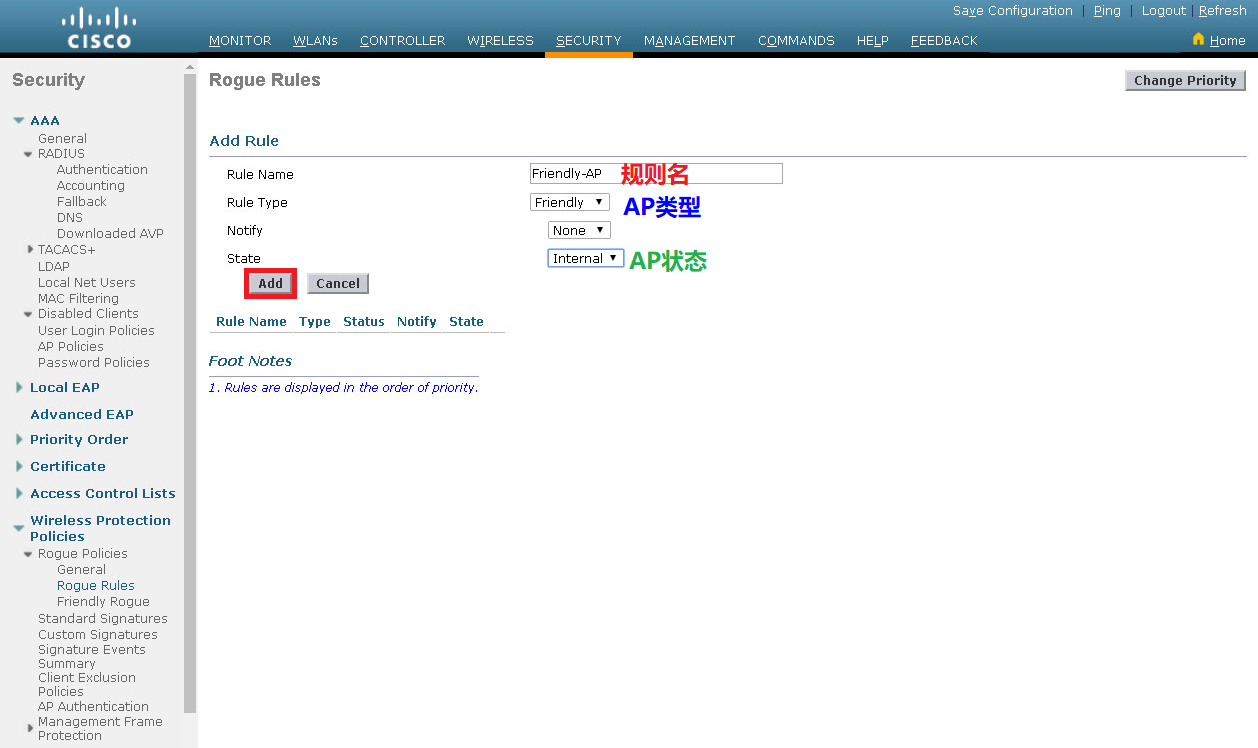 CISCO
Save Configuration | Ping | Logout | Refresh
MONITOR WLANs CONTROLLER WIRELESS SECURITY MANAGEMENT COMMANDS HELP FEEDBACK Home
Security
AAA
General
RADIUS
Authentication
Accounting
Fallback
DNS
Downloaded AVP
TACACS+
LDAP
Local Net Users
MAC Filtering
Disabled Clients
User Login Policies
AP Policies
Password Policies
Local EAP
Advanced EAP
Priority Order
Certificate
Access Control Lists
Wireless Protection
Policies
Rogue Policies
General
Rogue Rules
Friendly Rogue
Standard Signatures
Custom Signatures
Signature Events
Summary
Client Exclusion
Policies
AP Authentication
Management Frame
Protection
Rogue Rules
Change Priority
Add Rule
Rule Name Friendly-AP 规则名
Rule Type Friendly AP类型
Notify None
State Internal AP状态
Add Cancel
Rule Name Type Status Notify State
Foot Notes
1. Rules are displayed in the order of priority.